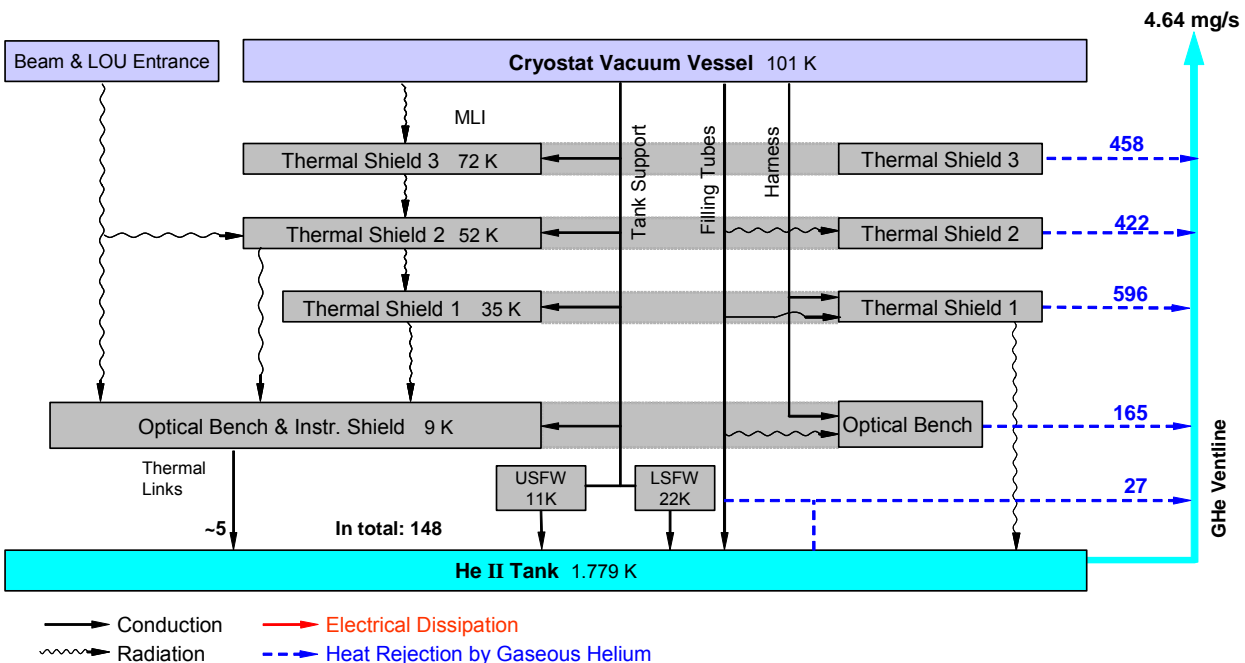 4.64 mg/s
Beam & LOU Entrance
Cryostat Vacuum Vessel 101 K
MLI
Tank Support
Filling Tubes
Harness
Thermal Shield 3 72 K
Thermal Shield 3
458
Thermal Shield 2 52 K
Thermal Shield 2
422
Thermal Shield 1 35 K
Thermal Shield 1
596
Optical Bench & Instr. Shield 9 K
Optical Bench
165
Thermal
Links
USFW
11K
LSFW
22K
27
GHe Ventline
~5
In total: 148
He II Tank 1.779 K
Conduction
Electrical Dissipation
Radiation
Heat Rejection by Gaseous Helium